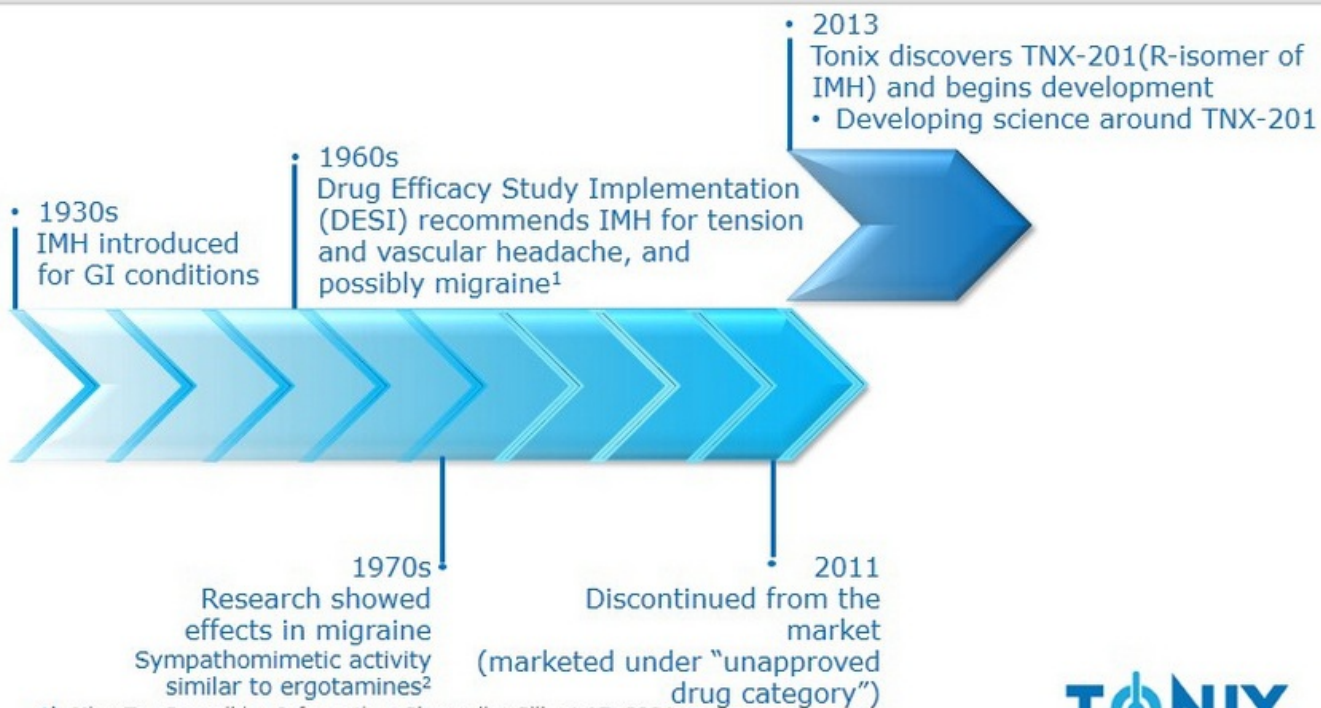 • 2013
Tonix discovers TNX-201(R-isomer of
IMH) and begins development
• Developing science around TNX-201
• 1960s
Drug Efficacy Study Implementation
(DESI) recommends IMH for tension
and vascular headache, and
possibly migraine¹
• 1930s
IMH introduced
for GI conditions
1970s
Research showed
effects in migraine
Sympathomimetic activity
similar to ergotamines²
2011
Discontinued from the
market
(marketed under “unapproved
drug category”)
TONIX